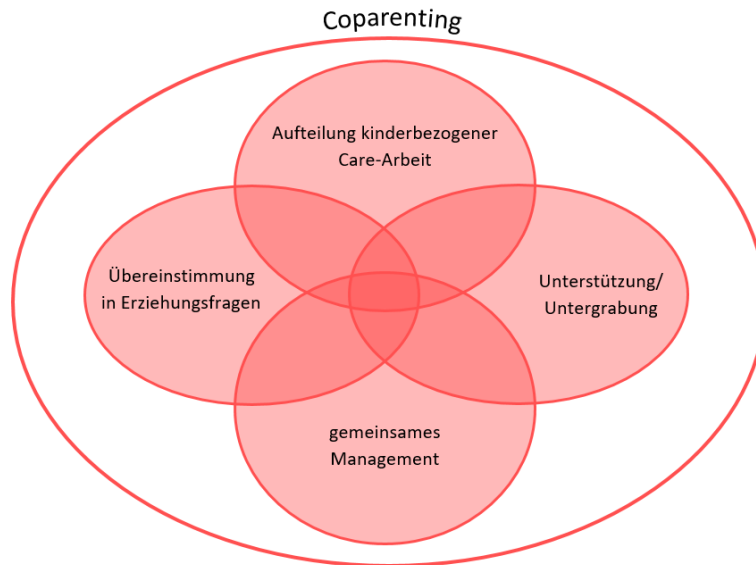 Coparenting
Aufteilung kinderbezogener
Care-Arbeit
Übereinstimmung
in Erziehungsfragen
Unterstützung/
Untergrabung
gemeinsames
Management